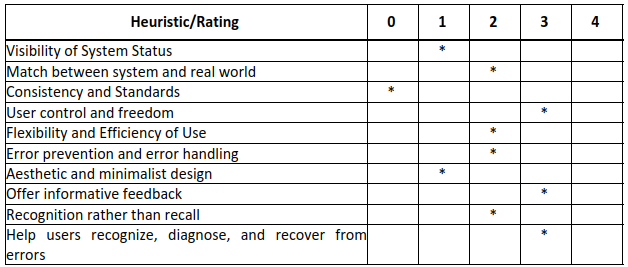 Heuristic/Rating 0 1 2 3 4
Visibility of System Status *
Match between system and real world *
Consistency and Standards *
User control and freedom *
Flexibility and Efficiency of Use *
Error prevention and error handling *
Aesthetic and minimalist design *
Offer informative feedback *
Recognition rather than recall *
Help users recognize, diagnose, and recover from *
errors